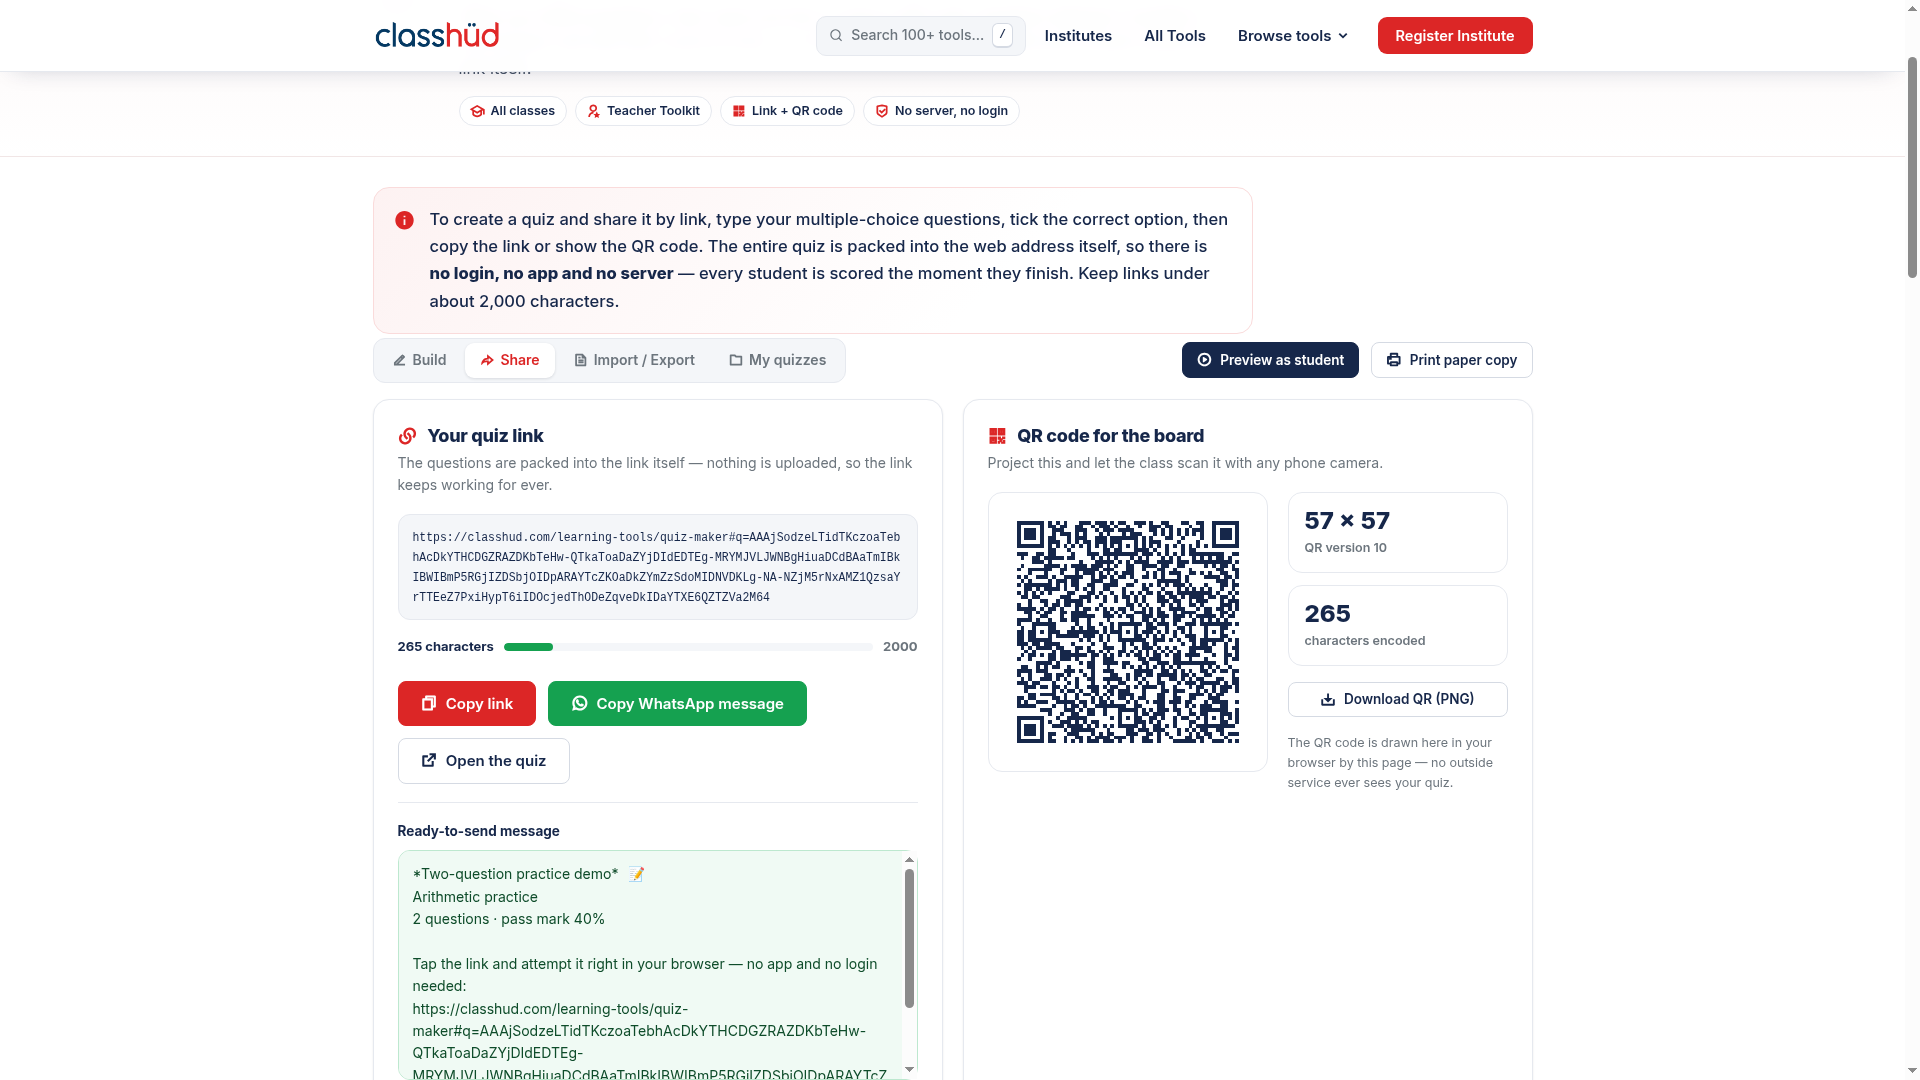 classhüd
Search 100+ tools... /
Institutes
All Tools
Browse tools
Register Institute
All classes
Teacher Toolkit
Link + QR code
No server, no login
To create a quiz and share it by link, type your multiple-choice questions, tick the correct option, then
copy the link or show the QR code. The entire quiz is packed into the web address itself, so there is
no login, no app and no server — every student is scored the moment they finish. Keep links under
about 2,000 characters.
Build
Share
Import / Export
My quizzes
Preview as student
Print paper copy
Your quiz link
The questions are packed into the link itself — nothing is uploaded, so the link
keeps working for ever.
https://classhud.com/learning-tools/quiz-maker#q=AAAjSodzeLTidTKczoaTeb
hAcDkYTHCDGZRAZDKbTeHw-QTkaToaDaZYjDIdEDTEg-MRYMJVLJWNBgHiuaDCdBAaTmIBk
IBWIBmP5RGjIZDSbjOIDpARAYTcZKOaDkZYmZzSdoMIDNVDKLg-NA-NZjM5rNxAMZ1QzsaY
rTTEeZ7PxiHypT6iIDOcjedThODeZqveDkIDaYTXE6QZTZVa2M64
265 characters
2000
Copy link
Copy WhatsApp message
Open the quiz
Ready-to-send message
*Two-question practice demo* 📝
Arithmetic practice
2 questions · pass mark 40%
Tap the link and attempt it right in your browser — no app and no login
needed:
https://classhud.com/learning-tools/quiz-
maker#q=AAAjSodzeLTidTKczoaTebhAcDkYTHCDGZRAZDKbTeHw-
QTkaToaDaZYjDIdEDTEg-
MRYMJVLJWNBgHiuaDCdBAaTmIBkIBWIBmP5RGjIZDSbjOIDpARAYTcZ
QR code for the board
Project this and let the class scan it with any phone camera.
57 × 57
QR version 10
265
characters encoded
Download QR (PNG)
The QR code is drawn here in your
browser by this page — no outside
service ever sees your quiz.